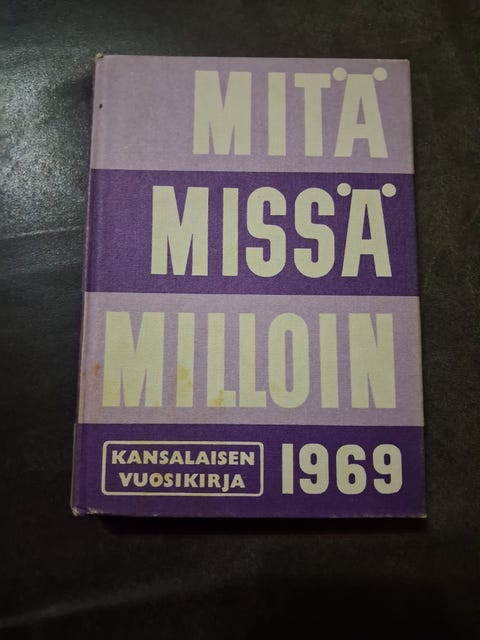 MITÄ
MISSÄ
MILLOIN
KANSALAISEN
VUOSIKIRJA
1969